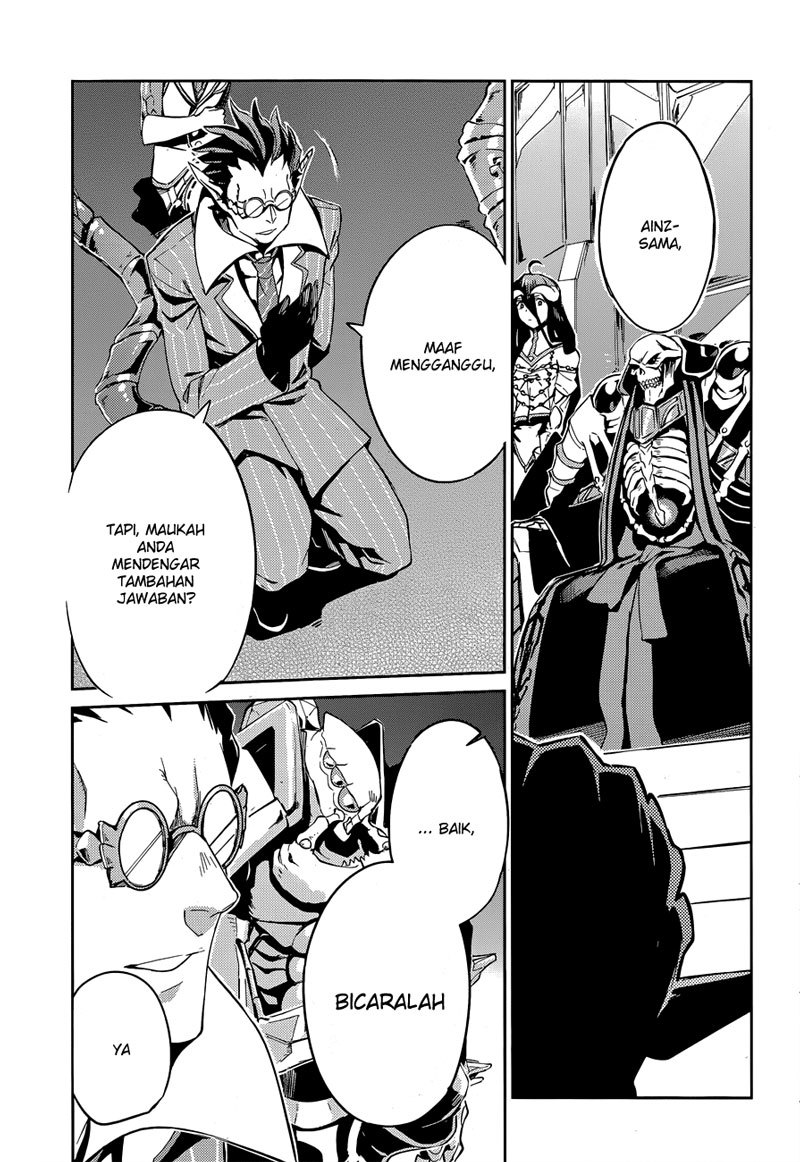 AINZ-
SAMA,
MAAF
MENGGANGGU,
TAPI, MAUKAH
ANDA
MENDENGAR
TAMBAHAN
JAWABAN?
... BAIK,
BICARALAH
YA